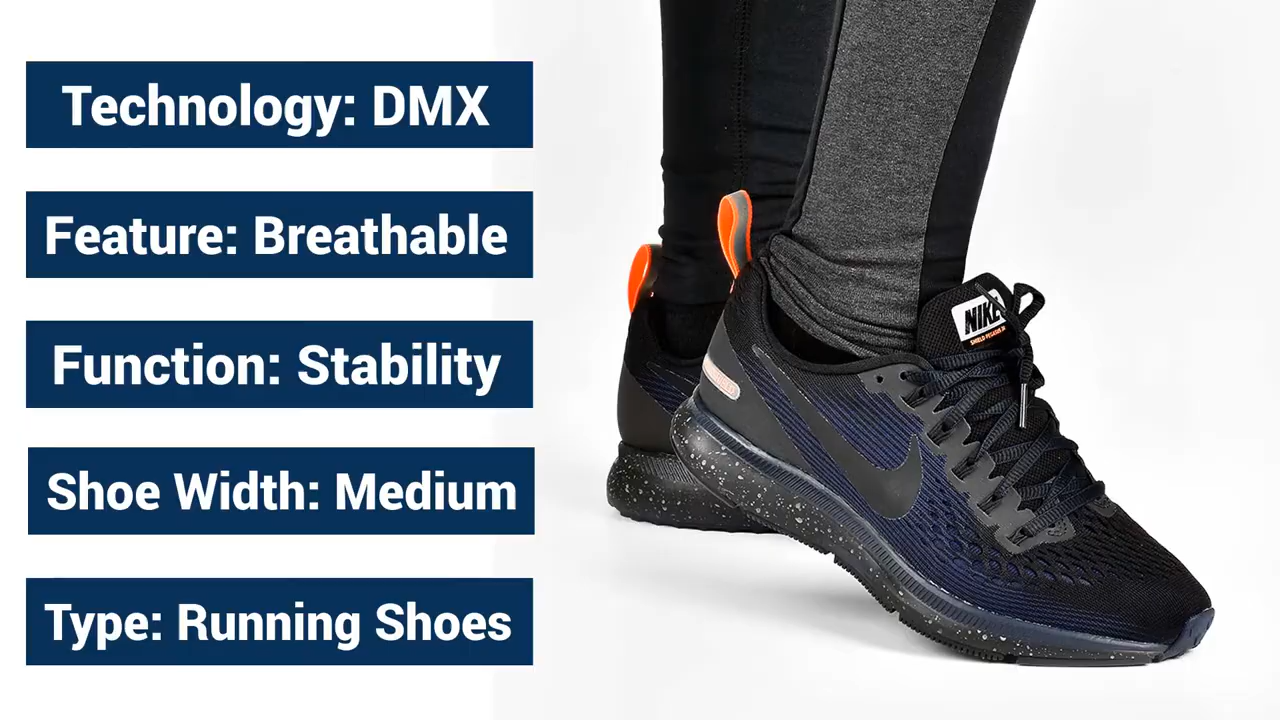 Technology: DMX
Feature: Breathable
Function: Stability
Shoe Width: Medium
Type: Running Shoes
NIKE